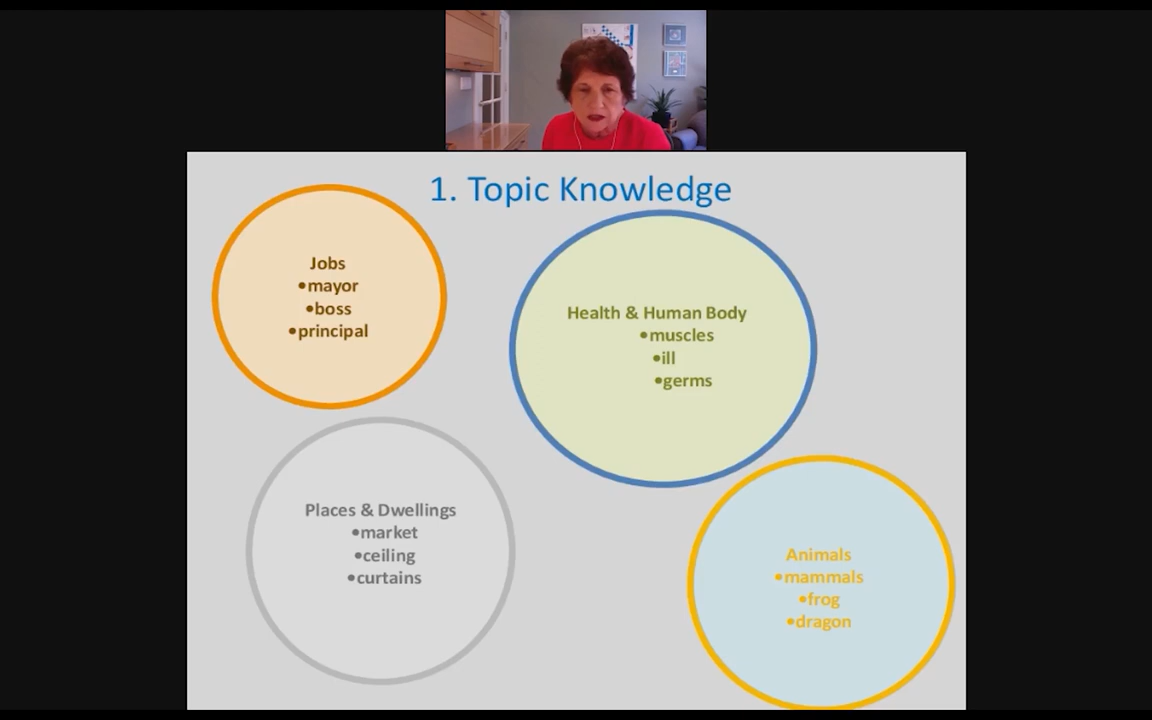 1. Topic Knowledge
Jobs
•mayor
•boss
•principal
Health & Human Body
•muscles
•ill
•germs
Places & Dwellings
•market
•ceiling
•curtains
Animals
•mammals
•frog
•dragon